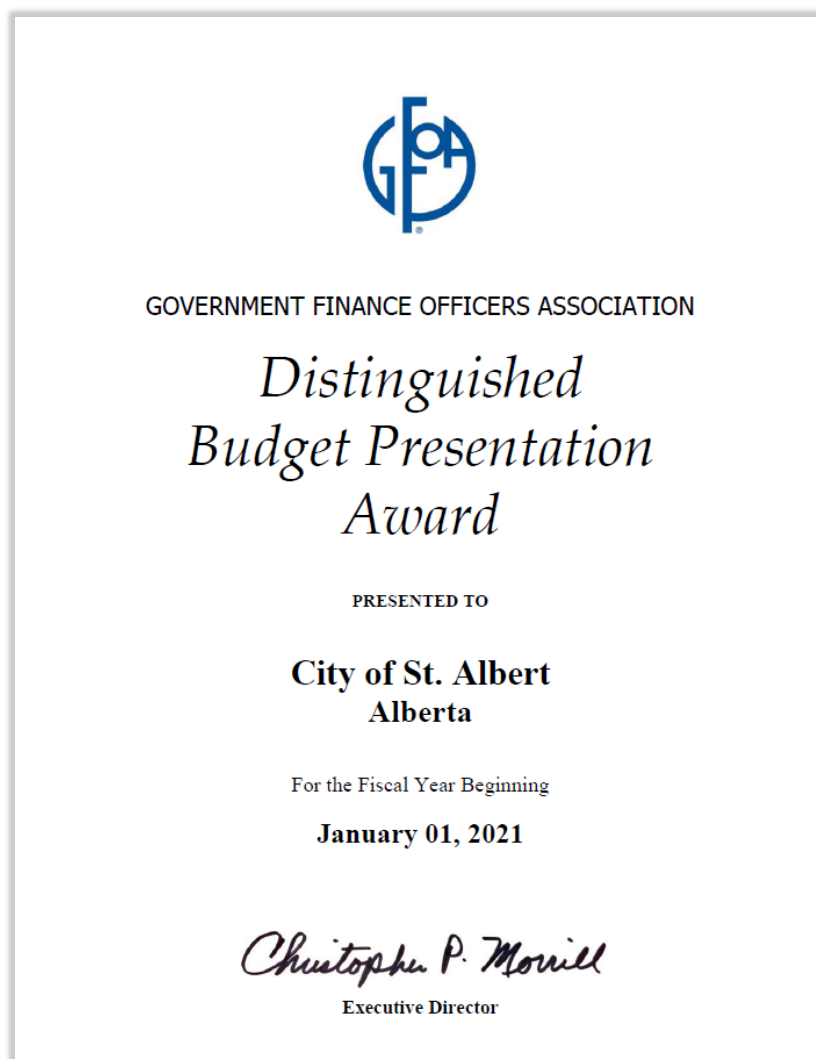 GFOA
®
GOVERNMENT FINANCE OFFICERS ASSOCIATION
Distinguished
Budget Presentation
Award
PRESENTED TO
City of St. Albert
Alberta
For the Fiscal Year Beginning
January 01, 2021
Christopher P. Morrill
Executive Director